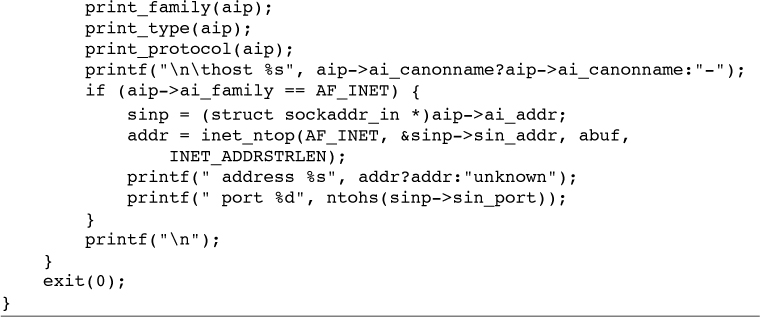 print_family(aip);
print_type(aip);
print_protocol(aip);
printf("\n\thost %s", aip->ai_canonname?aip->ai_canonname:"-");
if (aip->ai_family == AF_INET) {
sinp = (struct sockaddr_in *)aip->ai_addr;
addr = inet_ntop(AF_INET, &sinp->sin_addr, abuf,
INET_ADDRSTRLEN);
printf(" address %s", addr?addr:"unknown");
printf(" port %d", ntohs(sinp->sin_port));
}
printf("\n");
}
exit(0);
}